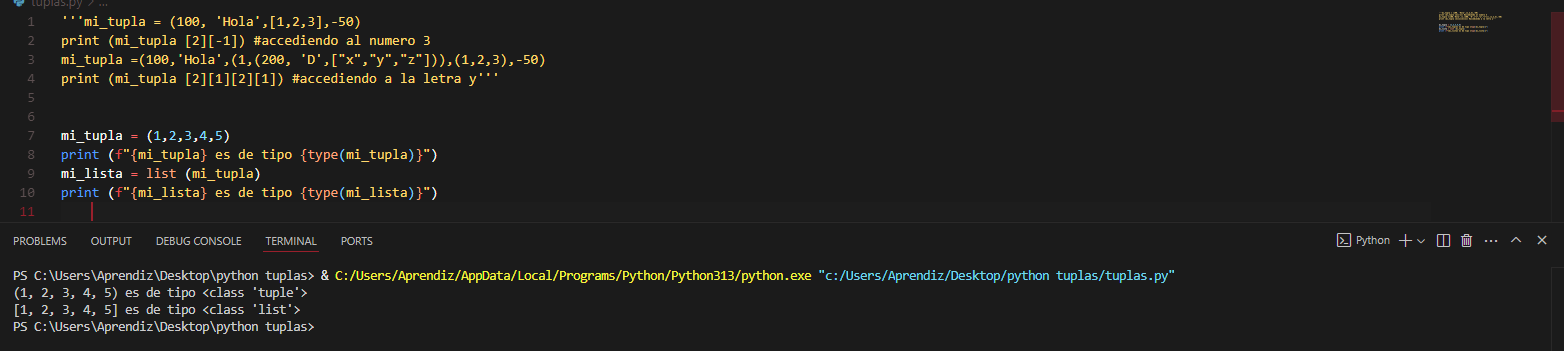 tuplas.py > ...
1 '''mi_tupla = (100, 'Hola',[1,2,3],-50)
2 print (mi_tupla [2][-1]) #accediendo al numero 3
3 mi_tupla =(100,'Hola',(1,(200, 'D',["x","y","z"])),(1,2,3),-50)
4 print (mi_tupla [2][1][2][1]) #accediendo a la letra y'''
5
6
7 mi_tupla = (1,2,3,4,5)
8 print (f"{mi_tupla} es de tipo {type(mi_tupla)}")
9 mi_lista = list (mi_tupla)
10 print (f"{mi_lista} es de tipo {type(mi_lista)}")
11
PROBLEMS OUTPUT DEBUG CONSOLE TERMINAL PORTS Python
PS C:\Users\Aprendiz\Desktop\python tuplas> & C:/Users/Aprendiz/AppData/Local/Programs/Python/Python313/python.exe "c:/Users/Aprendiz/Desktop/python tuplas/tuplas.py"
(1, 2, 3, 4, 5) es de tipo <class 'tuple'>
[1, 2, 3, 4, 5] es de tipo <class 'list'>
PS C:\Users\Aprendiz\Desktop\python tuplas>